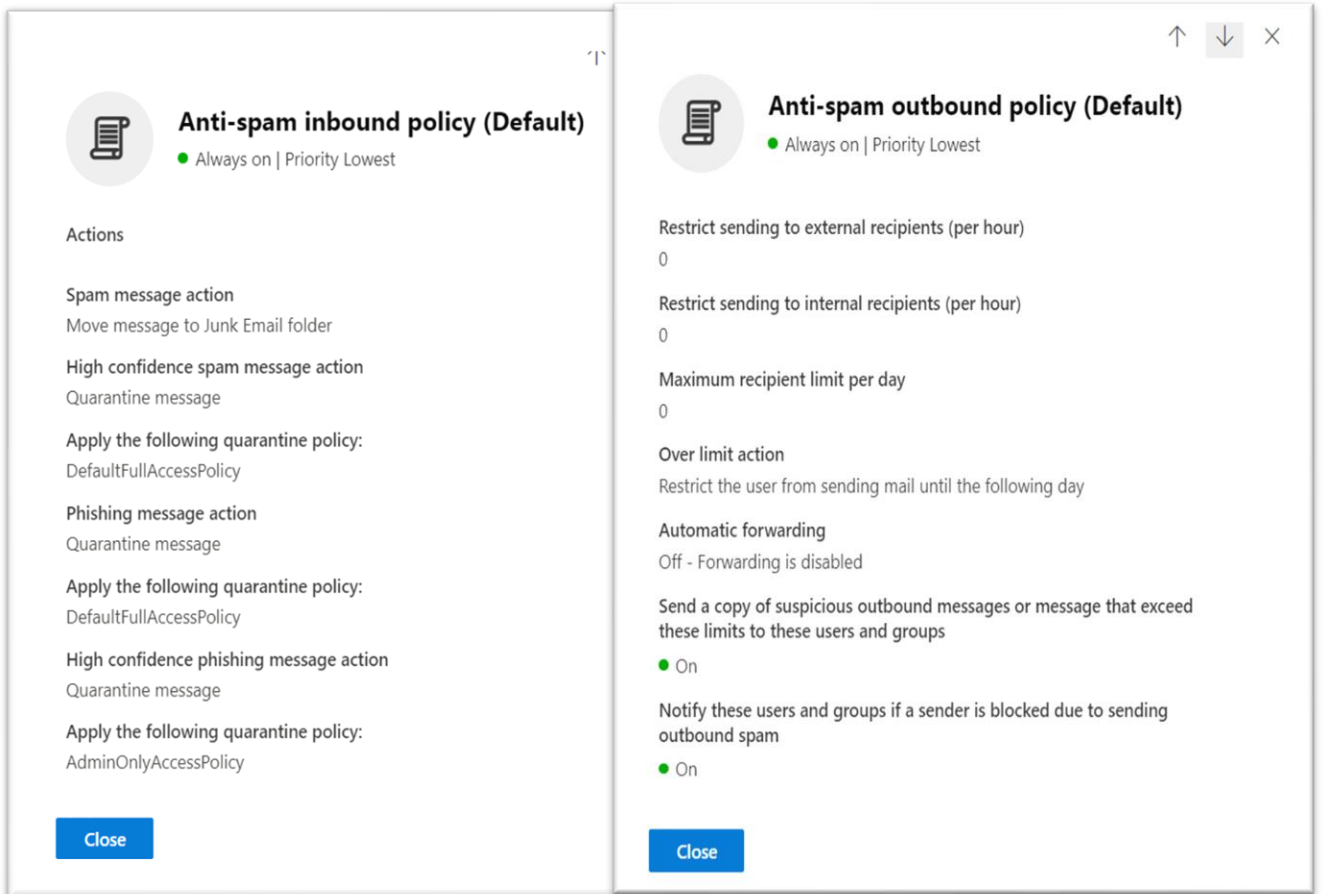 Anti-spam inbound policy (Default)
Always on | Priority Lowest
Actions
Spam message action
Move message to Junk Email folder
High confidence spam message action
Quarantine message
Apply the following quarantine policy:
DefaultFullAccessPolicy
Phishing message action
Quarantine message
Apply the following quarantine policy:
DefaultFullAccessPolicy
High confidence phishing message action
Quarantine message
Apply the following quarantine policy:
AdminOnlyAccessPolicy
Close
Anti-spam outbound policy (Default)
Always on | Priority Lowest
Restrict sending to external recipients (per hour)
0
Restrict sending to internal recipients (per hour)
0
Maximum recipient limit per day
0
Over limit action
Restrict the user from sending mail until the following day
Automatic forwarding
Off - Forwarding is disabled
Send a copy of suspicious outbound messages or message that exceed
these limits to these users and groups
On
Notify these users and groups if a sender is blocked due to sending
outbound spam
On
Close